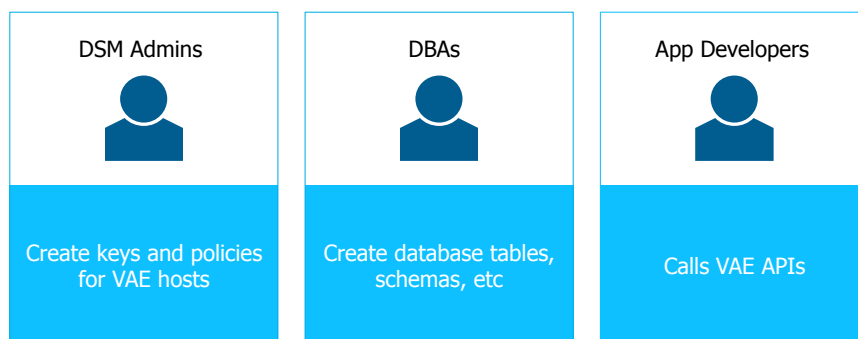 DSM Admins
DBAs
App Developers
Create keys and policies
for VAE hosts
Create database tables,
schemas, etc
Calls VAE APIs